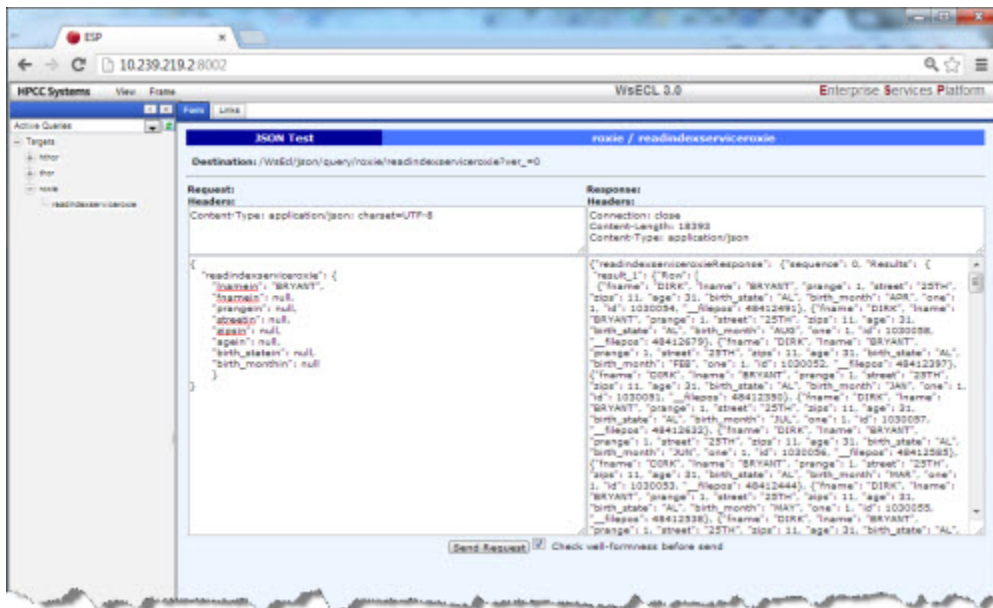 ESP
10.239.219.2:8002
HPCC Systems View Frame WsECL 3.0 Enterprise Services Platform
Form Links
Active Queries
Targets
hthor
thor
roxie
readindexserviceroxie
JSON Test roxie / readindexserviceroxie
Destination: /WsEcl/json/query/roxie/readindexserviceroxie?ver_=0
Request:
Headers:
Content-Type: application/json; charset=UTF-8
{
"readindexserviceroxie": {
"lnamein": "BRYANT",
"fnamein": null,
"prangein": null,
"streetin": null,
"zipsin": null,
"agein": null,
"birth_statein": null,
"birth_monthin": null
}
}
Response:
Headers:
Connection: close
Content-Length: 18393
Content-Type: application/json
{"readindexserviceroxieResponse": {"sequence": 0, "Results": {
"result_1": {"Row": [
{"fname": "DIRK", "lname": "BRYANT", "prange": 1, "street": "25TH",
"zips": 11, "age": 31, "birth_state": "AL", "birth_month": "APR", "one":
1, "id": 1030054, "__filepos": 48412491}, {"fname": "DIRK", "lname":
"BRYANT", "prange": 1, "street": "25TH", "zips": 11, "age": 31,
"birth_state": "AL", "birth_month": "AUG", "one": 1, "id": 1030058,
"__filepos": 48412679}, {"fname": "DIRK", "lname": "BRYANT",
"prange": 1, "street": "25TH", "zips": 11, "age": 31, "birth_state": "AL",
"birth_month": "FEB", "one": 1, "id": 1030052, "__filepos": 48412397},
{"fname": "DIRK", "lname": "BRYANT", "prange": 1, "street": "25TH",
"zips": 11, "age": 31, "birth_state": "AL", "birth_month": "JAN", "one": 1,
"id": 1030051, "__filepos": 48412350}, {"fname": "DIRK", "lname":
"BRYANT", "prange": 1, "street": "25TH", "zips": 11, "age": 31,
"birth_state": "AL", "birth_month": "JUL", "one": 1, "id": 1030057,
"__filepos": 48412632}, {"fname": "DIRK", "lname": "BRYANT",
"prange": 1, "street": "25TH", "zips": 11, "age": 31, "birth_state": "AL",
"birth_month": "JUN", "one": 1, "id": 1030056, "__filepos": 48412585},
{"fname": "DIRK", "lname": "BRYANT", "prange": 1, "street": "25TH",
"zips": 11, "age": 31, "birth_state": "AL", "birth_month": "MAR", "one":
1, "id": 1030053, "__filepos": 48412444}, {"fname": "DIRK", "lname":
"BRYANT", "prange": 1, "street": "25TH", "zips": 11, "age": 31,
"birth_state": "AL", "birth_month": "MAY", "one": 1, "id": 1030055,
"__filepos": 48412538}, {"fname": "DIRK", "lname": "BRYANT",
"prange": 1, "street": "25TH", "zips": 11, "age": 31, "birth_state": "AL",
Send Request Check well-formness before send